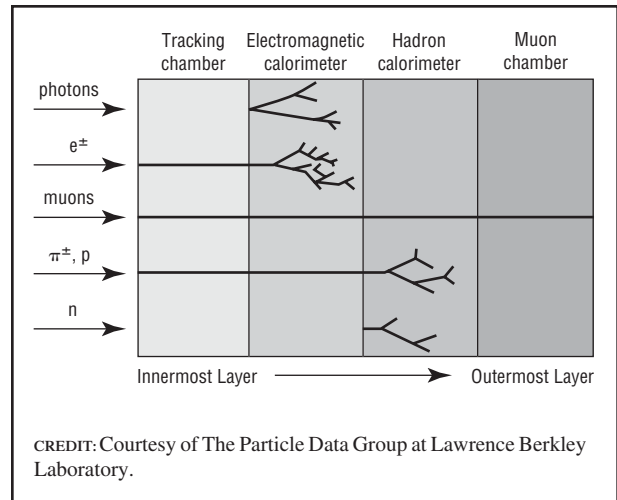 Tracking chamber
Electromagnetic calorimeter
Hadron calorimeter
Muon chamber
photons
e±
muons
π±, p
n
Innermost Layer
Outermost Layer
CREDIT: Courtesy of The Particle Data Group at Lawrence Berkley
Laboratory.